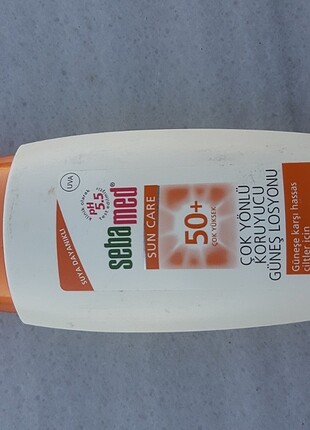 SUYA DAYANIKLI
UVA
pH
5.5
sebamed
SUN CARE
50+
ÇOK YÜKSEK
ÇOK YÖNLÜ
KORUYUCU
GÜNEŞ LOSYONU
Güneşe karşı hassas
ciltler için